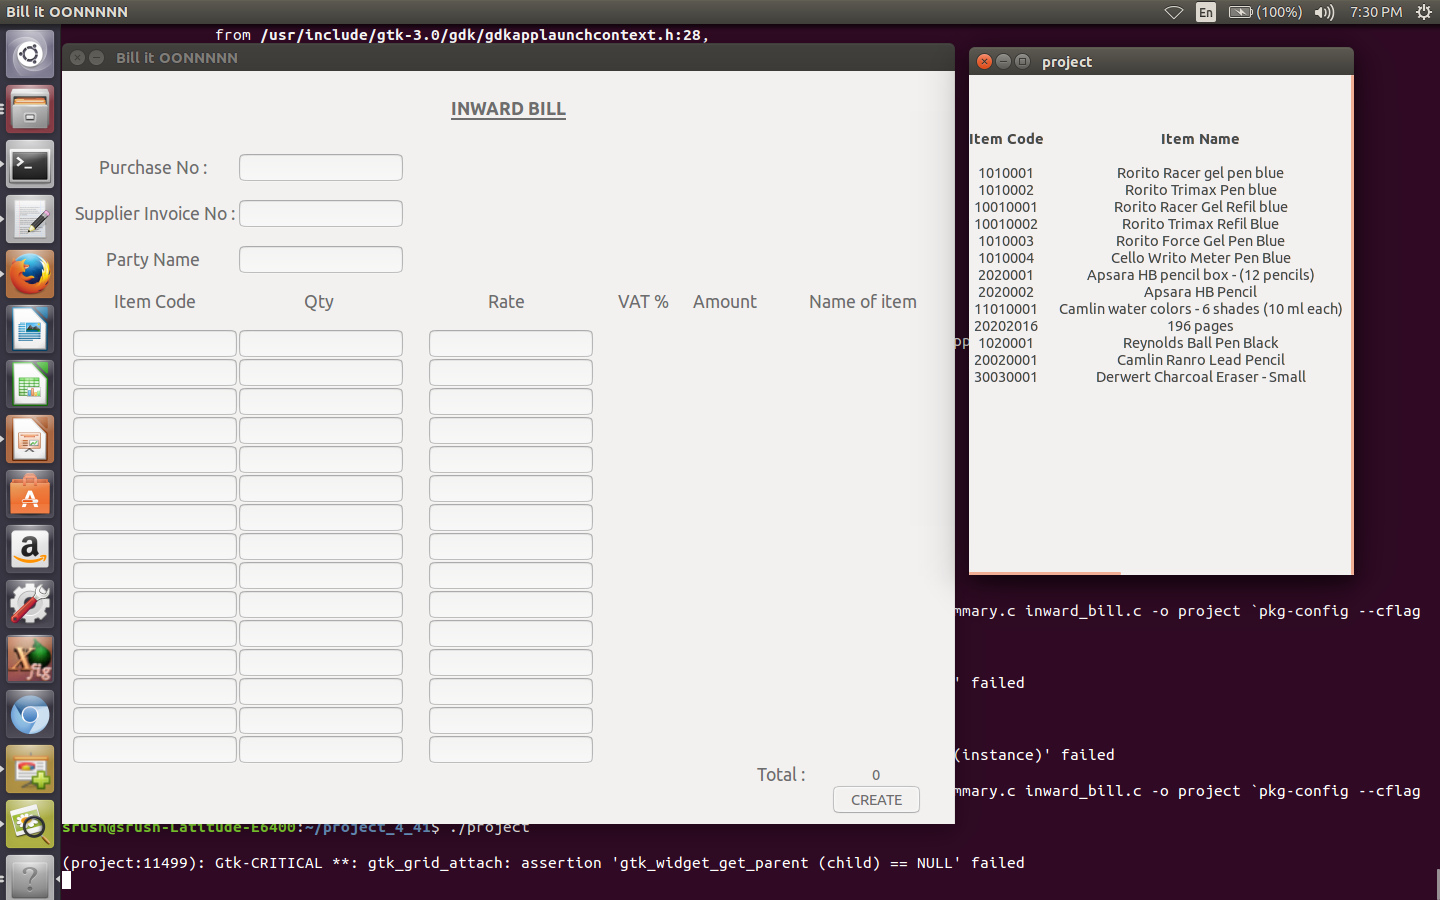 Bill it OONNNNN
En
(100%)
7:30 PM
from /usr/include/gtk-3.0/gdk/gdkapplaunchcontext.h:28,
Bill it OONNNNN
INWARD BILL
Purchase No :
Supplier Invoice No :
Party Name
Item Code Qty Rate VAT % Amount Name of item
Total : 0
CREATE
project
Item Code Item Name
1010001 Rorito Racer gel pen blue
1010002 Rorito Trimax Pen blue
10010001 Rorito Racer Gel Refil blue
10010002 Rorito Trimax Refil Blue
1010003 Rorito Force Gel Pen Blue
1010004 Cello Writo Meter Pen Blue
2020001 Apsara HB pencil box - (12 pencils)
2020002 Apsara HB Pencil
11010001 Camlin water colors - 6 shades (10 ml each)
20202016 196 pages
1020001 Reynolds Ball Pen Black
20020001 Camlin Ranro Lead Pencil
30030001 Derwert Charcoal Eraser - Small
mmary.c inward_bill.c -o project `pkg-config --cflag
' failed
(instance)' failed
mmary.c inward_bill.c -o project `pkg-config --cflag
srush@srush-Latitude-E6400:~/project_4_41$ ./project
(project:11499): Gtk-CRITICAL **: gtk_grid_attach: assertion 'gtk_widget_get_parent (child) == NULL' failed
a
X
fig
A
?